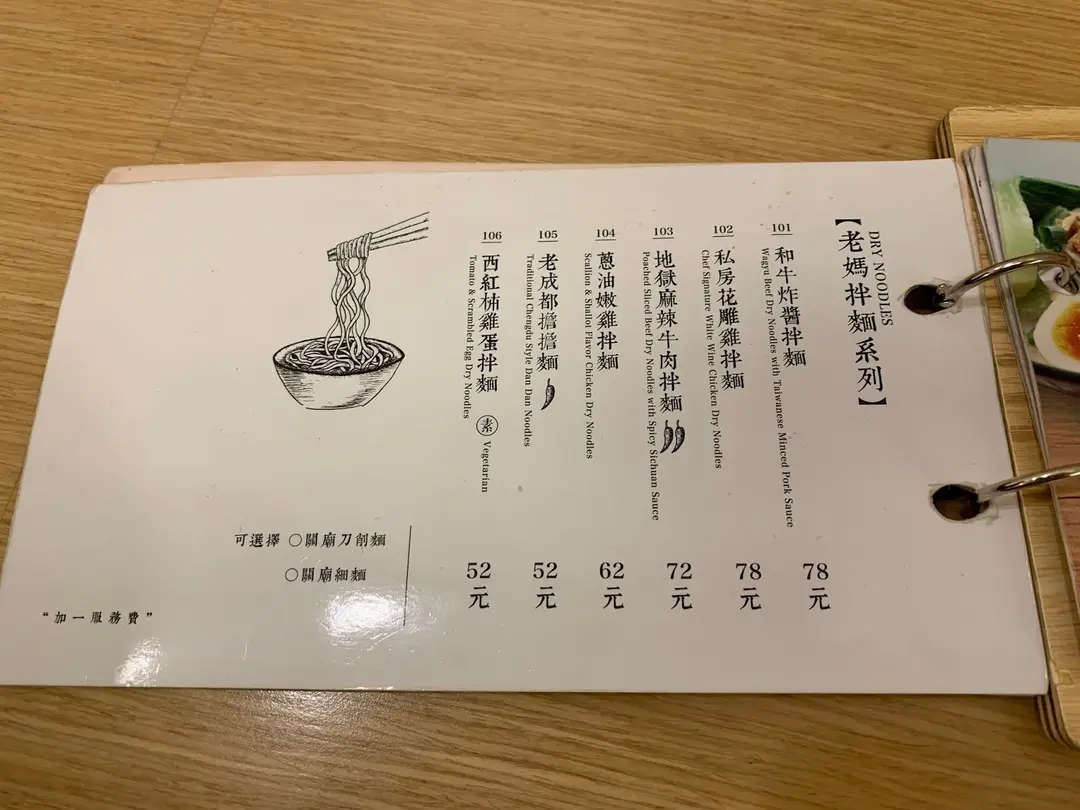 【老媽拌麵系列】
DRY NOODLES
101
和牛炸醬拌麵
Wagyu Beef Dry Noodles with Taiwanese Minced Pork Sauce
78元
102
私房花雕雞拌麵
Chef Signature White Wine Chicken Dry Noodles
78元
103
地獄麻辣牛肉拌麵
Poached Sliced Beef Dry Noodles with Spicy Sichuan Sauce
72元
104
蔥油嫩雞拌麵
Scallion & Shallot Flavor Chicken Dry Noodles
62元
105
老成都擔擔麵
Traditional Chengdu Style Dan Dan Noodles
52元
106
西紅柿雞蛋拌麵 素 Vegetarian
Tomato & Scrambled Egg Dry Noodles
52元
可選擇 ○關廟刀削麵
○關廟細麵
“加一服務費”